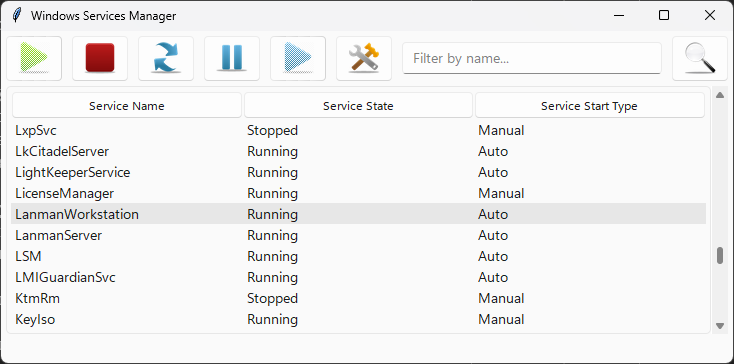 Windows Services Manager
Filter by name...
Service Name Service State Service Start Type
LxpSvc Stopped Manual
LkCitadelServer Running Auto
LightKeeperService Running Auto
LicenseManager Running Manual
LanmanWorkstation Running Auto
LanmanServer Running Auto
LSM Running Auto
LMIGuardianSvc Running Auto
KtmRm Stopped Manual
KeyIso Running Manual